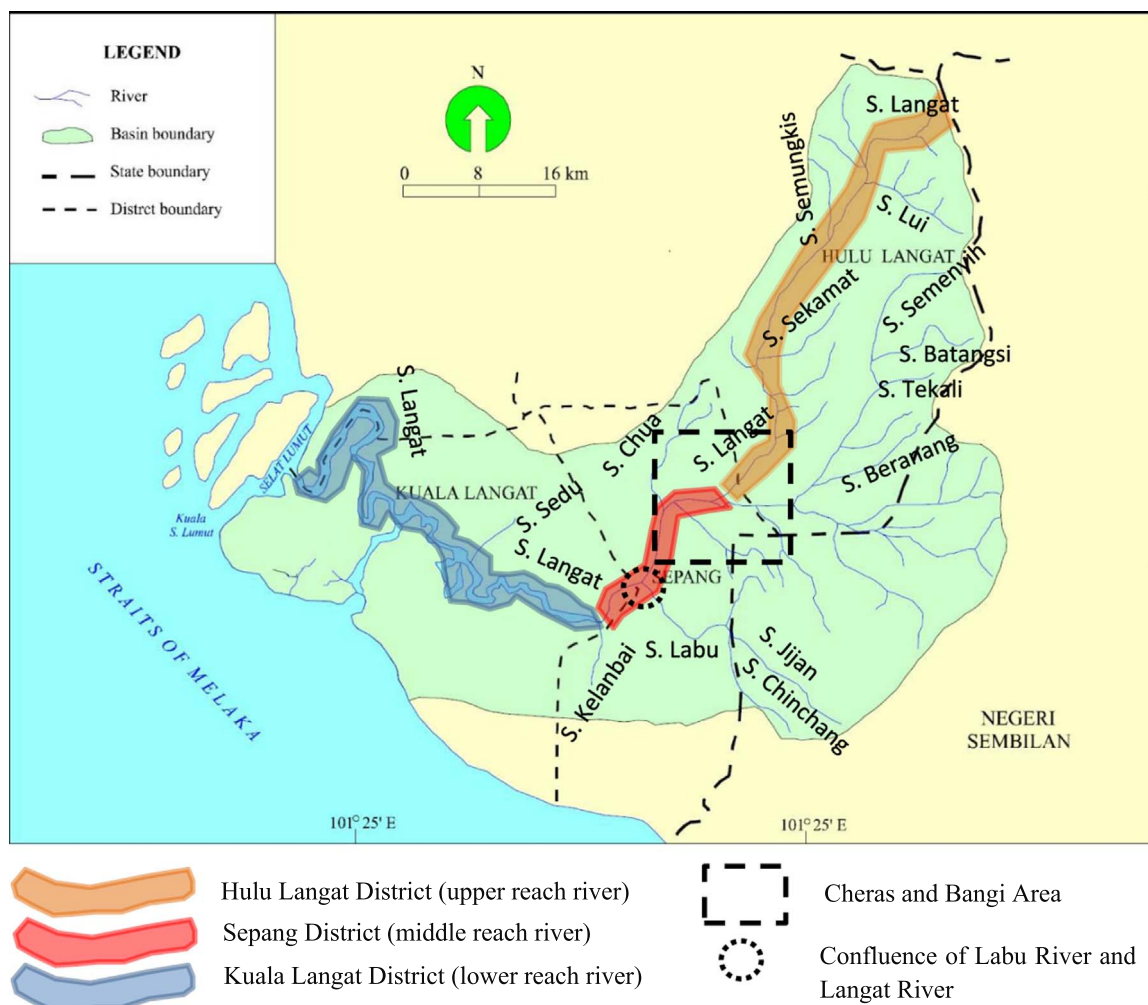 LEGEND
River
Basin boundary
State boundary
Distrct boundary
N
0 8 16 km
S. Langat
S. Semungkis
S. Lui
HULU LANGAT
S. Semenyih
S. Sekamat
S. Batangsi
S. Tekali
S. Langat
S. Chua
S. Langat
S. Beranang
SELAT LUMUT
KUALA LANGAT
Kuala
S. Lumut
S. Sedu
S. Langat
SEPANG
STRAITS OF MELAKA
S. Labu
S. Jijan
S. Kelanbai
S. Chinchang
NEGERI
SEMBILAN
101° 25' E
101° 25' E
Hulu Langat District (upper reach river)
Sepang District (middle reach river)
Kuala Langat District (lower reach river)
Cheras and Bangi Area
Confluence of Labu River and
Langat River